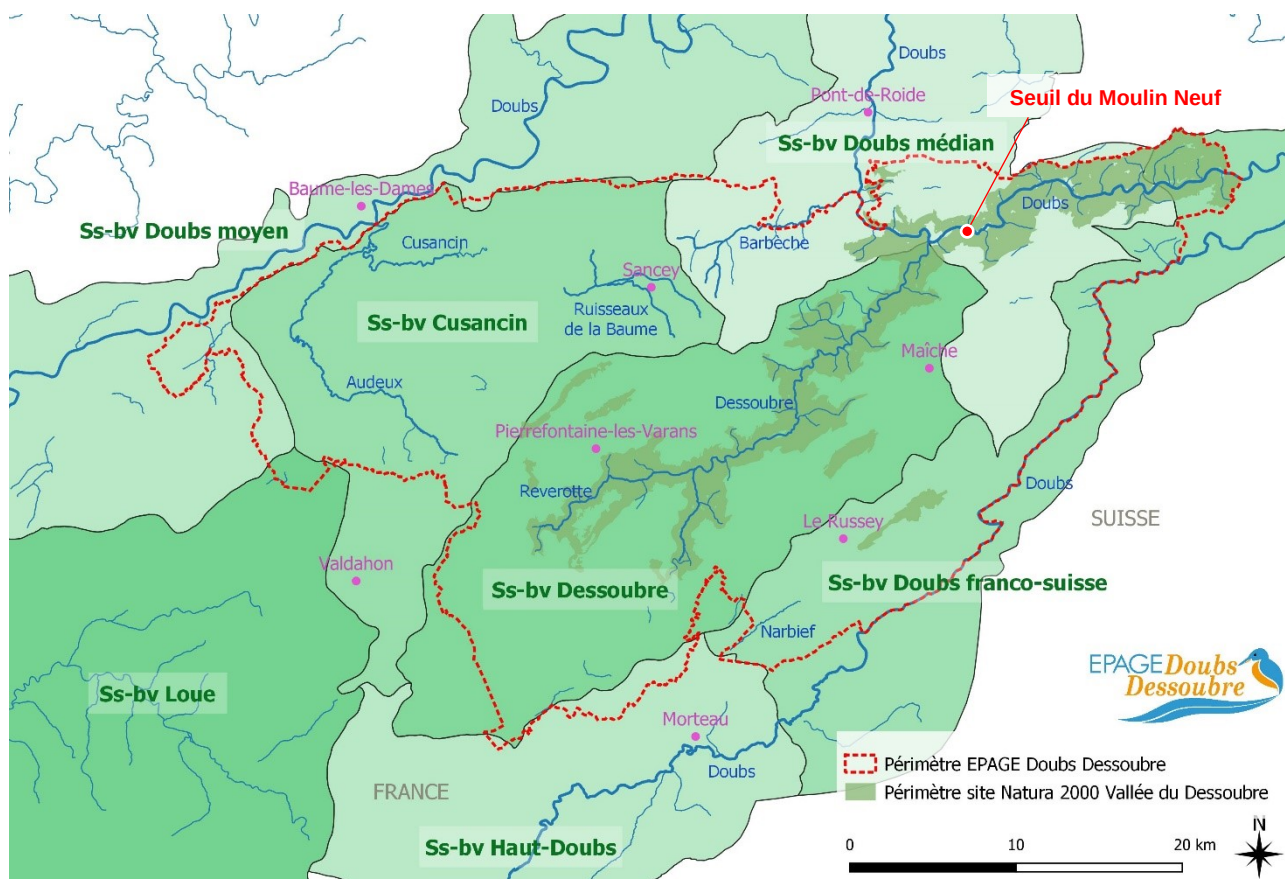 Doubs
Doubs
Pont-de-Roide
Seuil du Moulin Neuf
Ss-bv Doubs médian
Baume-les-Dames
Ss-bv Doubs moyen
Cusancin
Barbèche
Doubs
Sancey
Ruisseaux
de la Baume
Ss-bv Cusancin
Maîche
Audeux
Dessoubre
Pierrefontaine-les-Varans
Reverotte
Doubs
Le Russey
SUISSE
Valdahon
Ss-bv Dessoubre
Ss-bv Doubs franco-suisse
Narbief
Ss-bv Loue
EPAGE Doubs
Dessoubre
Morteau
Doubs
FRANCE
Ss-bv Haut-Doubs
Périmètre EPAGE Doubs Dessoubre
Périmètre site Natura 2000 Vallée du Dessoubre
0 10 20 km
N